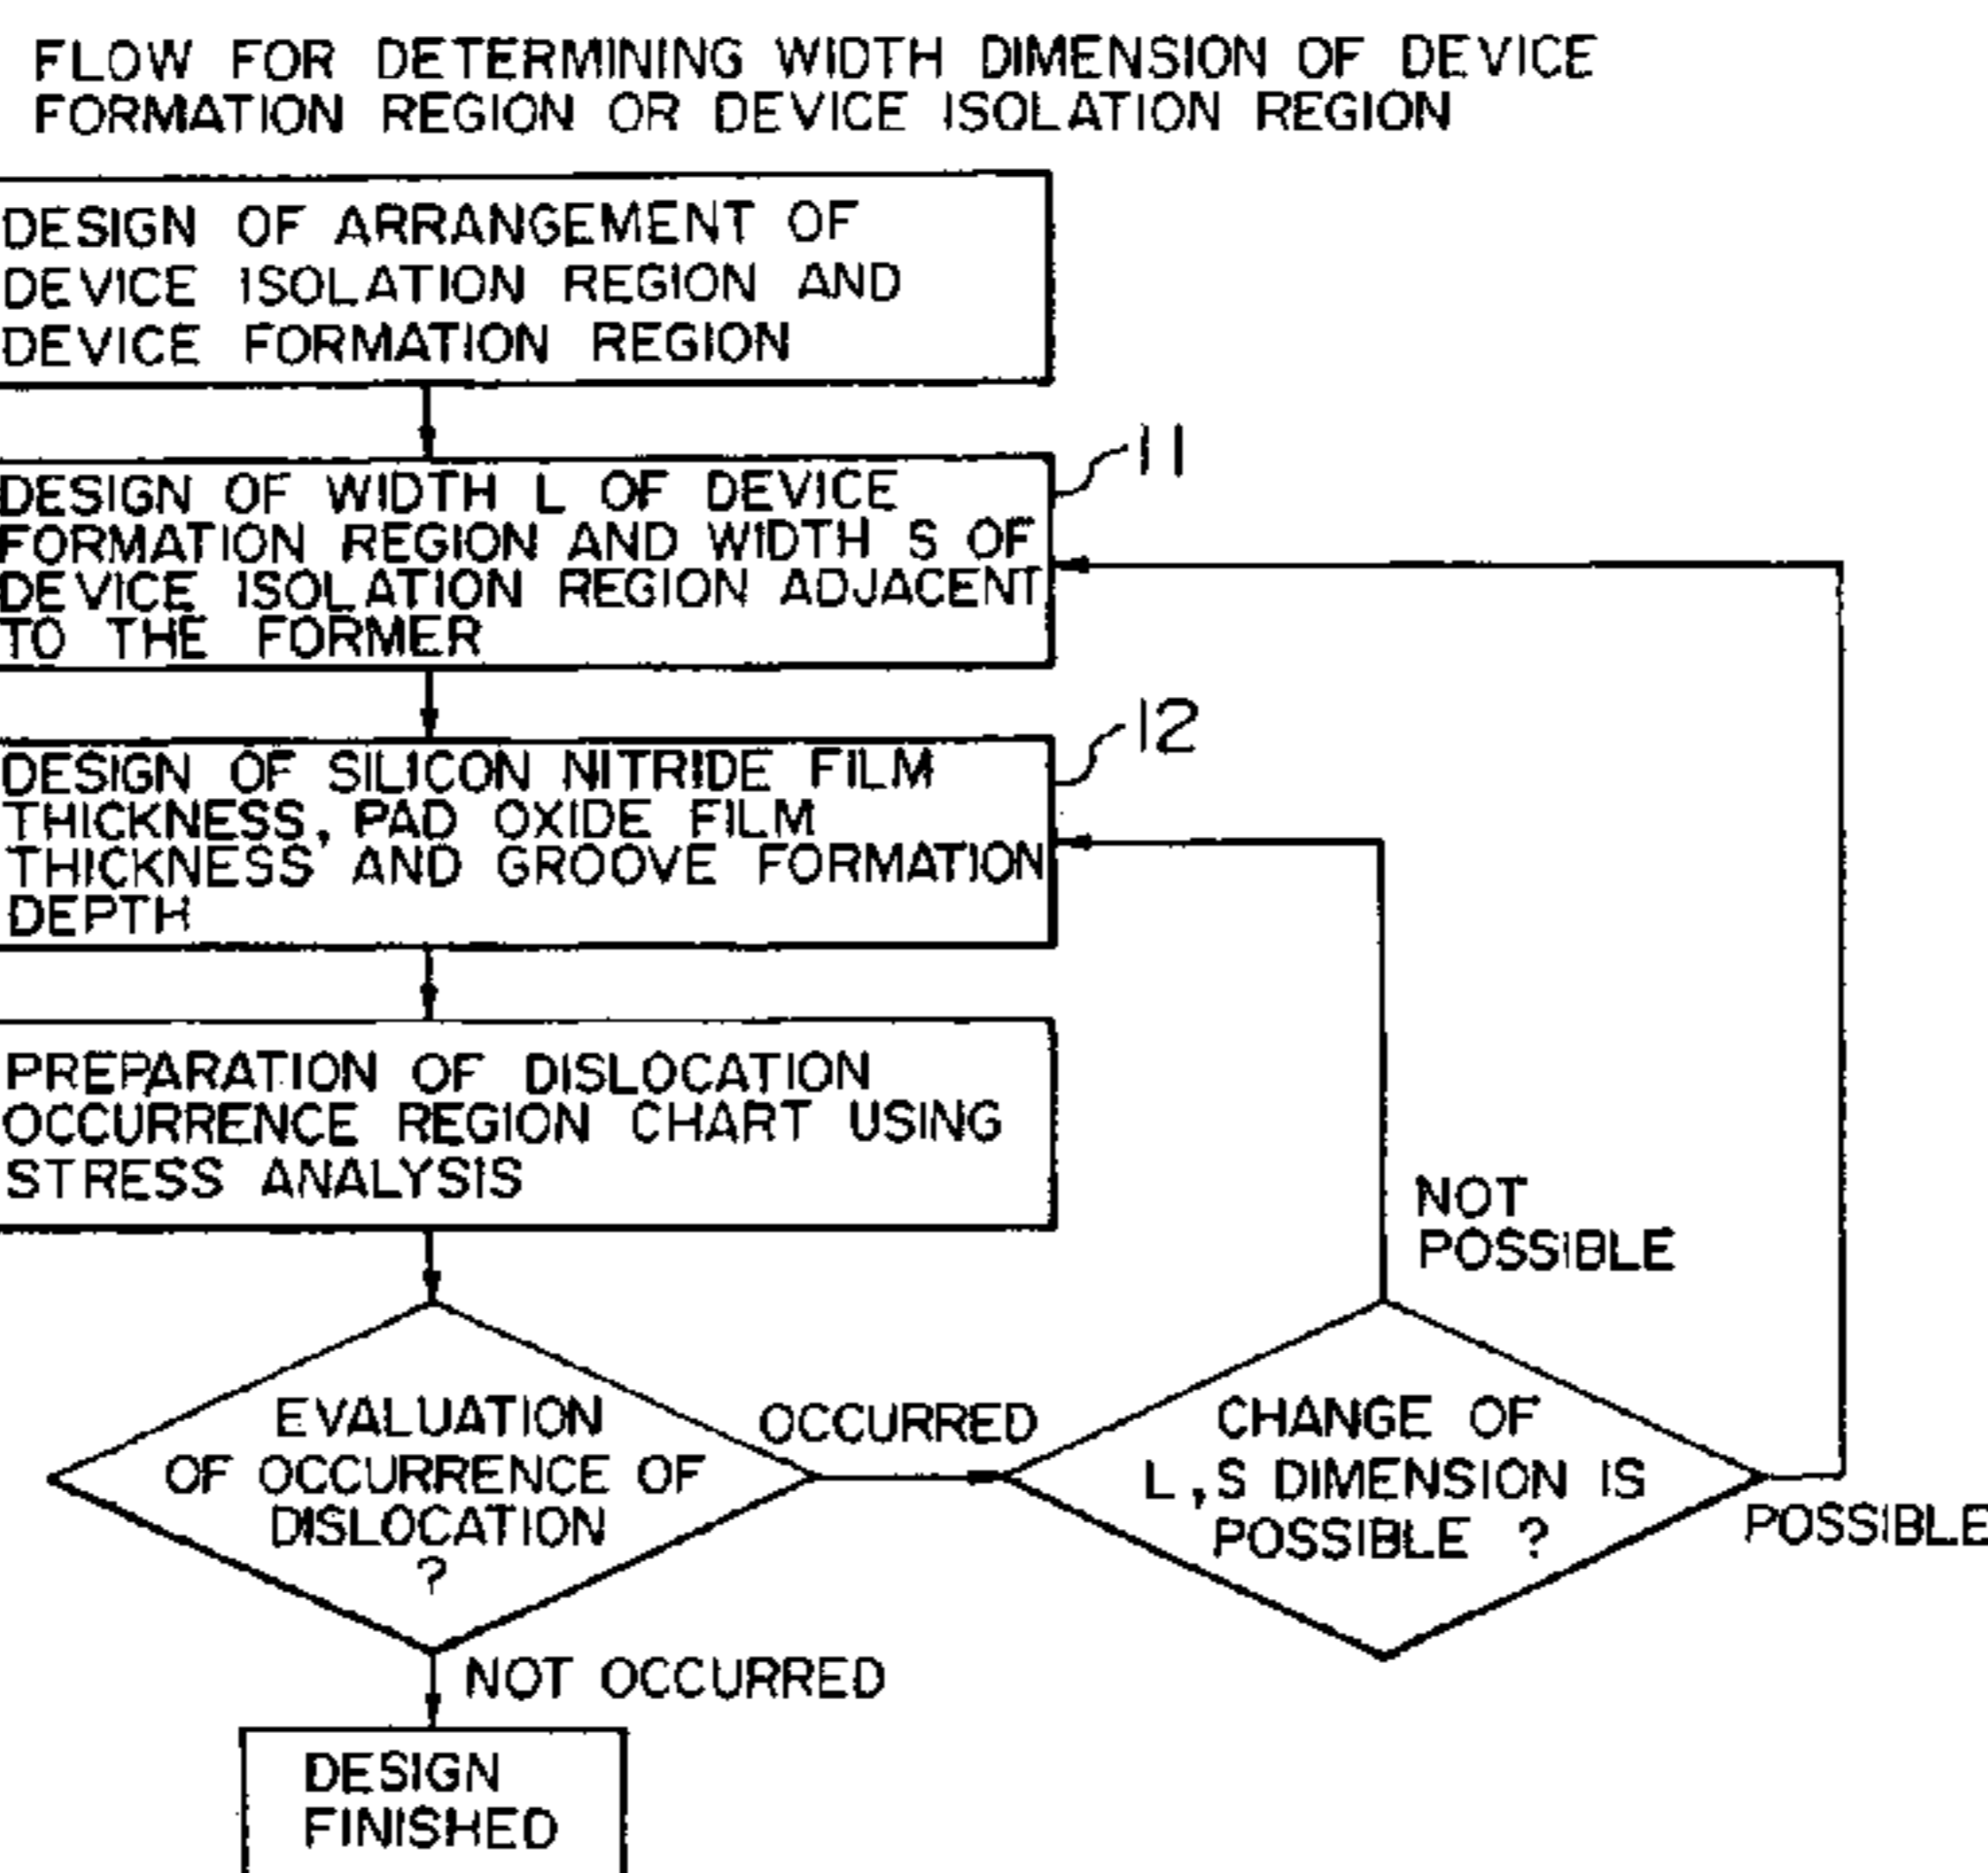 FLOW FOR DETERMINING WIDTH DIMENSION OF DEVICE
FORMATION REGION OR DEVICE ISOLATION REGION
DESIGN OF ARRANGEMENT OF
DEVICE ISOLATION REGION AND
DEVICE FORMATION REGION
11
DESIGN OF WIDTH L OF DEVICE
FORMATION REGION AND WIDTH S OF
DEVICE ISOLATION REGION ADJACENT
TO THE FORMER
12
DESIGN OF SILICON NITRIDE FILM
THICKNESS, PAD OXIDE FILM
THICKNESS AND GROOVE FORMATION
DEPTH
PREPARATION OF DISLOCATION
OCCURRENCE REGION CHART USING
STRESS ANALYSIS
NOT
POSSIBLE
EVALUATION
OF OCCURRENCE OF
DISLOCATION
?
OCCURRED
CHANGE OF
L,S DIMENSION IS
POSSIBLE ?
POSSIBLE
NOT OCCURRED
DESIGN
FINISHED